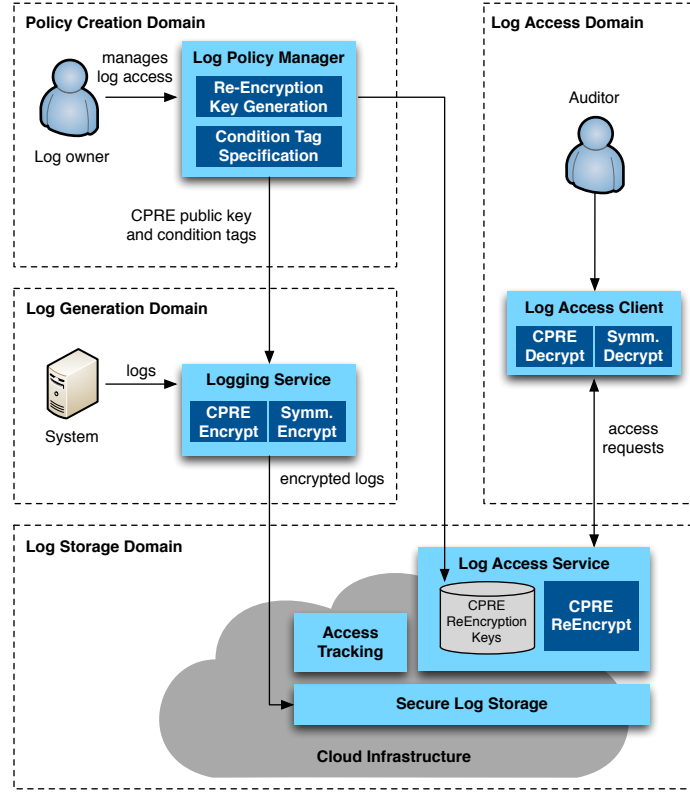 Policy Creation Domain
manages
log access
Log owner
Log Policy Manager
Re-Encryption
Key Generation
Condition Tag
Specification
CPRE public key
and condition tags
Log Access Domain
Auditor
Log Access Client
CPRE
Decrypt
Symm.
Decrypt
access
requests
Log Generation Domain
logs
System
Logging Service
CPRE
Encrypt
Symm.
Encrypt
encrypted logs
Log Storage Domain
Log Access Service
CPRE
ReEncryption
Keys
CPRE
ReEncrypt
Access
Tracking
Secure Log Storage
Cloud Infrastructure